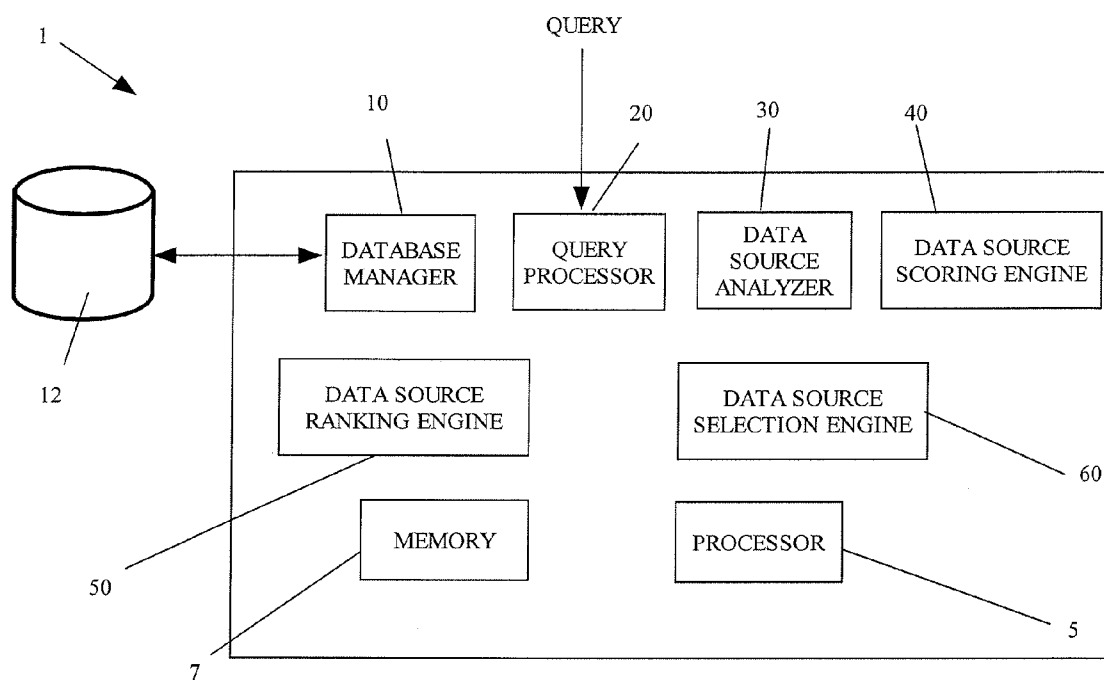 QUERY
1
10
20
30
40
DATABASE
MANAGER
QUERY
PROCESSOR
DATA
SOURCE
ANALYZER
DATA SOURCE
SCORING ENGINE
12
DATA SOURCE
RANKING ENGINE
DATA SOURCE
SELECTION ENGINE
60
MEMORY
PROCESSOR
50
5
7